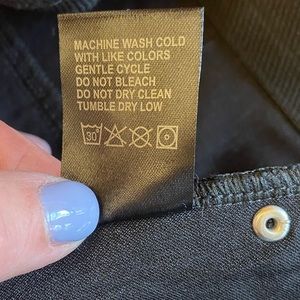 MACHINE WASH COLD
WITH LIKE COLORS
GENTLE CYCLE
DO NOT BLEACH
DO NOT DRY CLEAN
TUMBLE DRY LOW
30